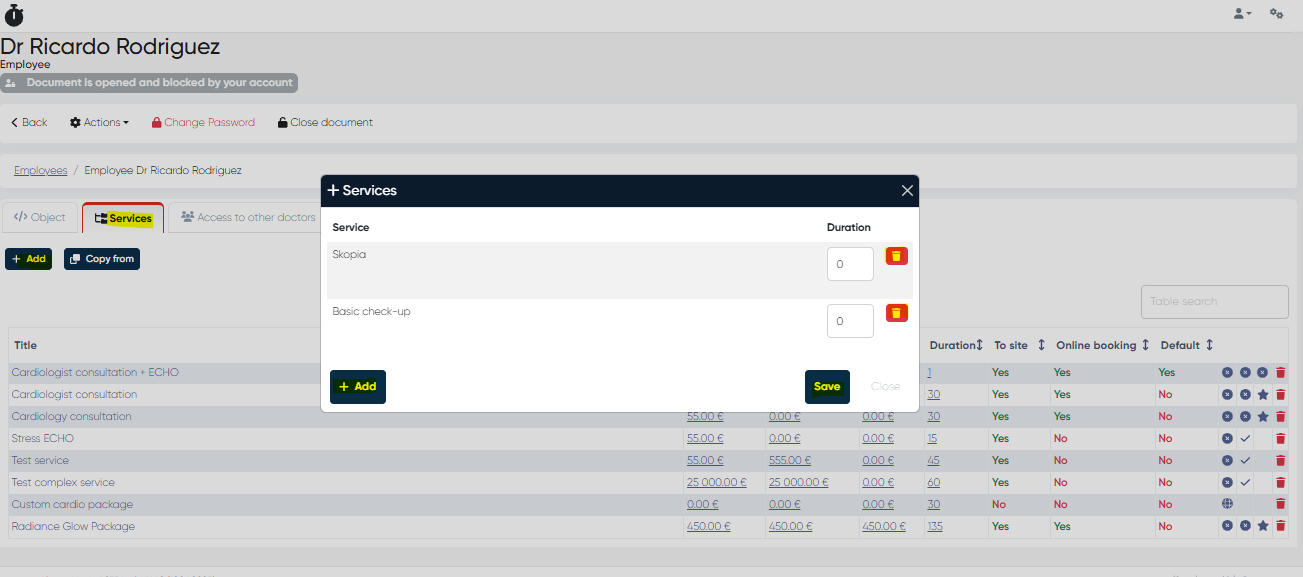 Dr Ricardo Rodriguez
Employee
Document is opened and blocked by your account
Back Actions Change Password Close document
Employees / Employee Dr Ricardo Rodriguez
Object Services Access to other doctors
+ Add Copy from
Table search
+ Services
Service Duration
Skopia 0
Basic check-up 0
+ Add Save Close
Title Duration To site Online booking Default
Cardiologist consultation + ECHO 1 Yes Yes Yes
Cardiologist consultation 30 Yes Yes No
Cardiology consultation 55.00 € 0.00 € 0.00 € 30 Yes Yes No
Stress ECHO 55.00 € 0.00 € 0.00 € 15 Yes No No
Test service 55.00 € 555.00 € 0.00 € 45 Yes No No
Test complex service 25 000.00 € 25 000.00 € 0.00 € 60 Yes No No
Custom cardio package 0.00 € 0.00 € 0.00 € 30 No No No
Radiance Glow Package 450.00 € 450.00 € 450.00 € 135 Yes Yes No